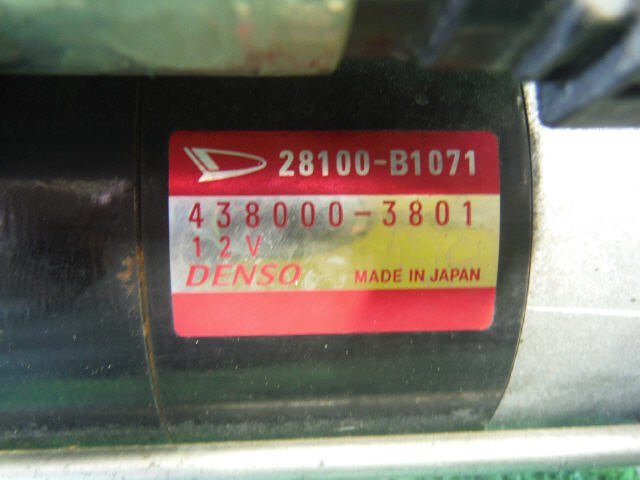 28100-B1071
438000-3801
12V
DENSO MADE IN JAPAN